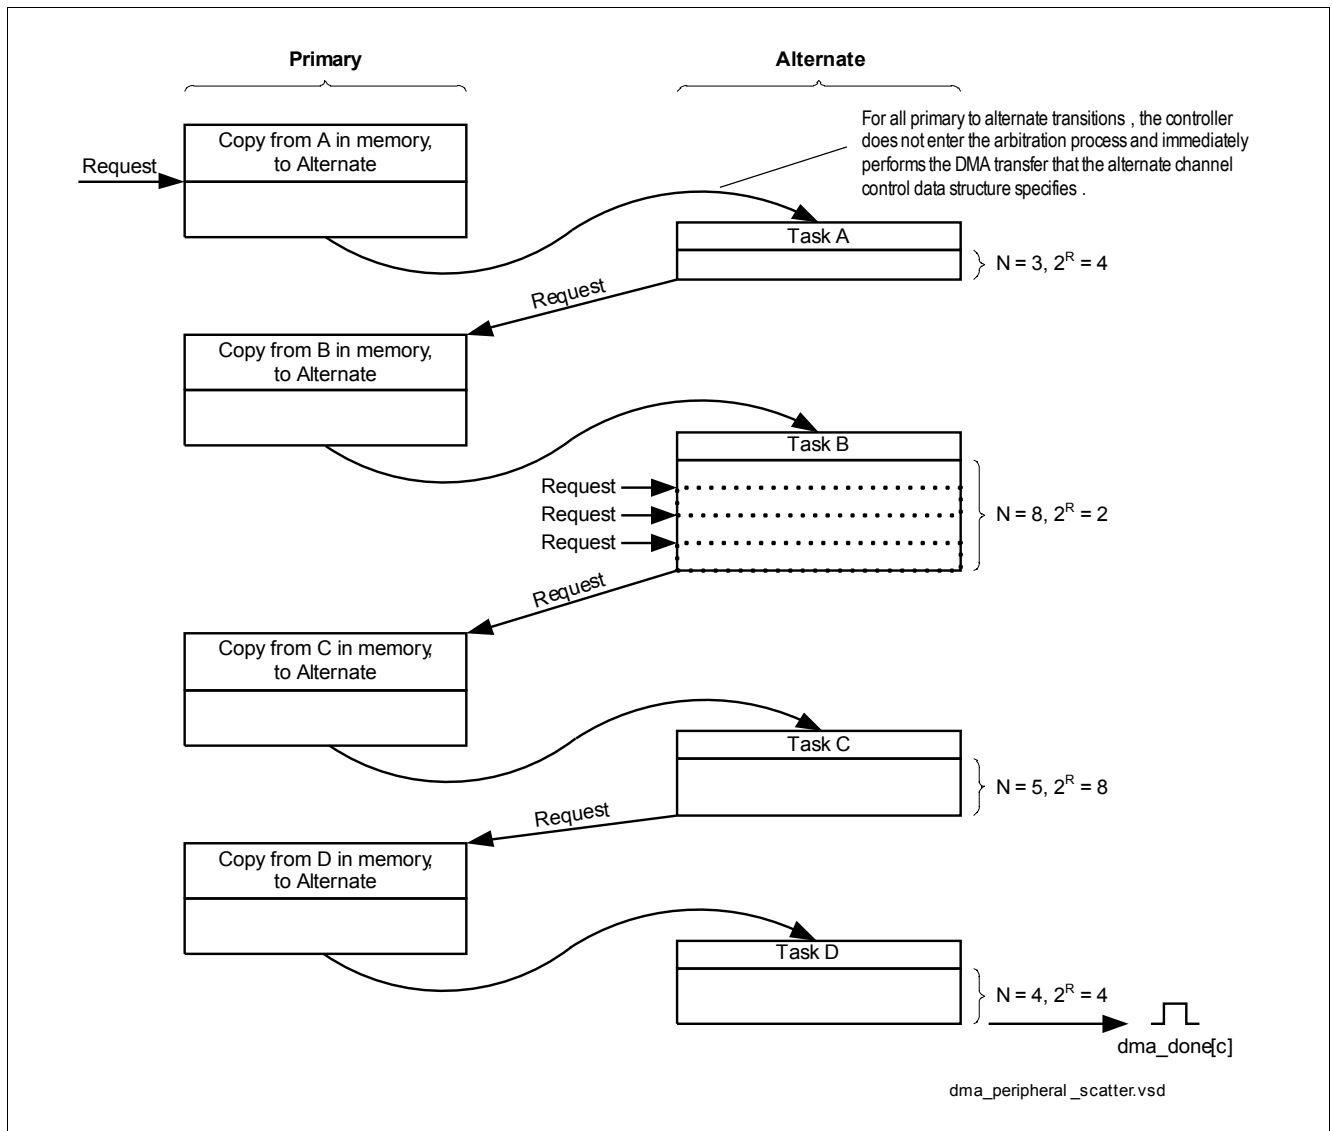 Primary
Alternate
For all primary to alternate transitions , the controller
does not enter the arbitration process and immediately
performs the DMA transfer that the alternate channel
control data structure specifies .
Request
Copy from A in memory,
to Alternate
Task A
N = 3, 2^R = 4
Request
Copy from B in memory,
to Alternate
Task B
Request
Request
Request
N = 8, 2^R = 2
Request
Copy from C in memory,
to Alternate
Task C
N = 5, 2^R = 8
Request
Copy from D in memory,
to Alternate
Task D
N = 4, 2^R = 4
dma_done[c]
dma_peripheral _scatter.vsd